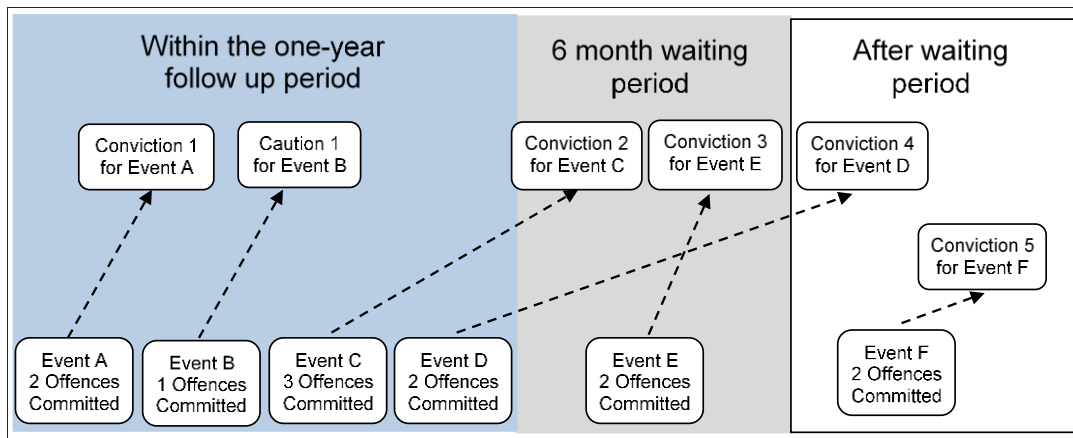 Within the one-year
follow up period
6 month waiting
period
After waiting
period
Conviction 1
for Event A
Caution 1
for Event B
Conviction 2
for Event C
Conviction 3
for Event E
Conviction 4
for Event D
Conviction 5
for Event F
Event A
2 Offences
Committed
Event B
1 Offences
Committed
Event C
3 Offences
Committed
Event D
2 Offences
Committed
Event E
2 Offences
Committed
Event F
2 Offences
Committed